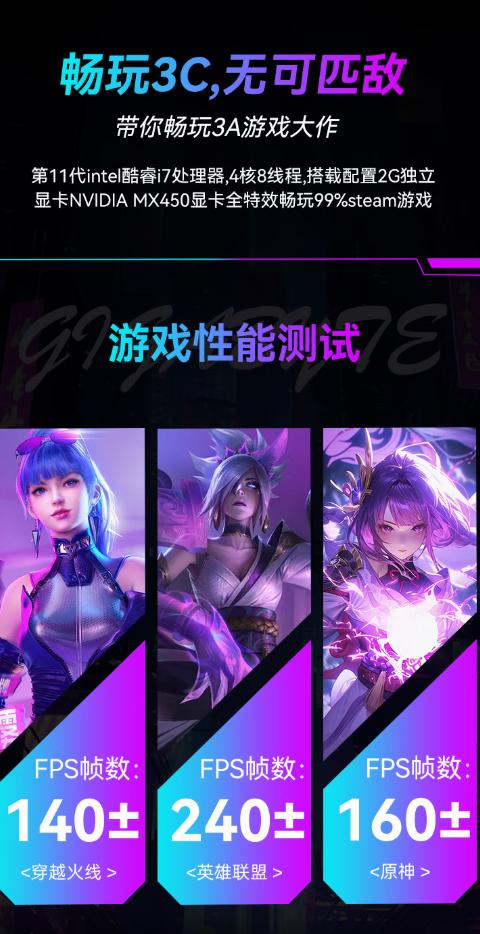 畅玩3C,无可匹敌
带你畅玩3A游戏大作
第11代intel酷睿i7处理器,4核8线程,搭载配置2G独立
显卡NVIDIA MX450显卡全特效畅玩99%steam游戏
GIGABYTE
游戏性能测试
FPS帧数:
140±
<穿越火线 >
FPS帧数:
240±
<英雄联盟 >
FPS帧数:
160±
<原神 >